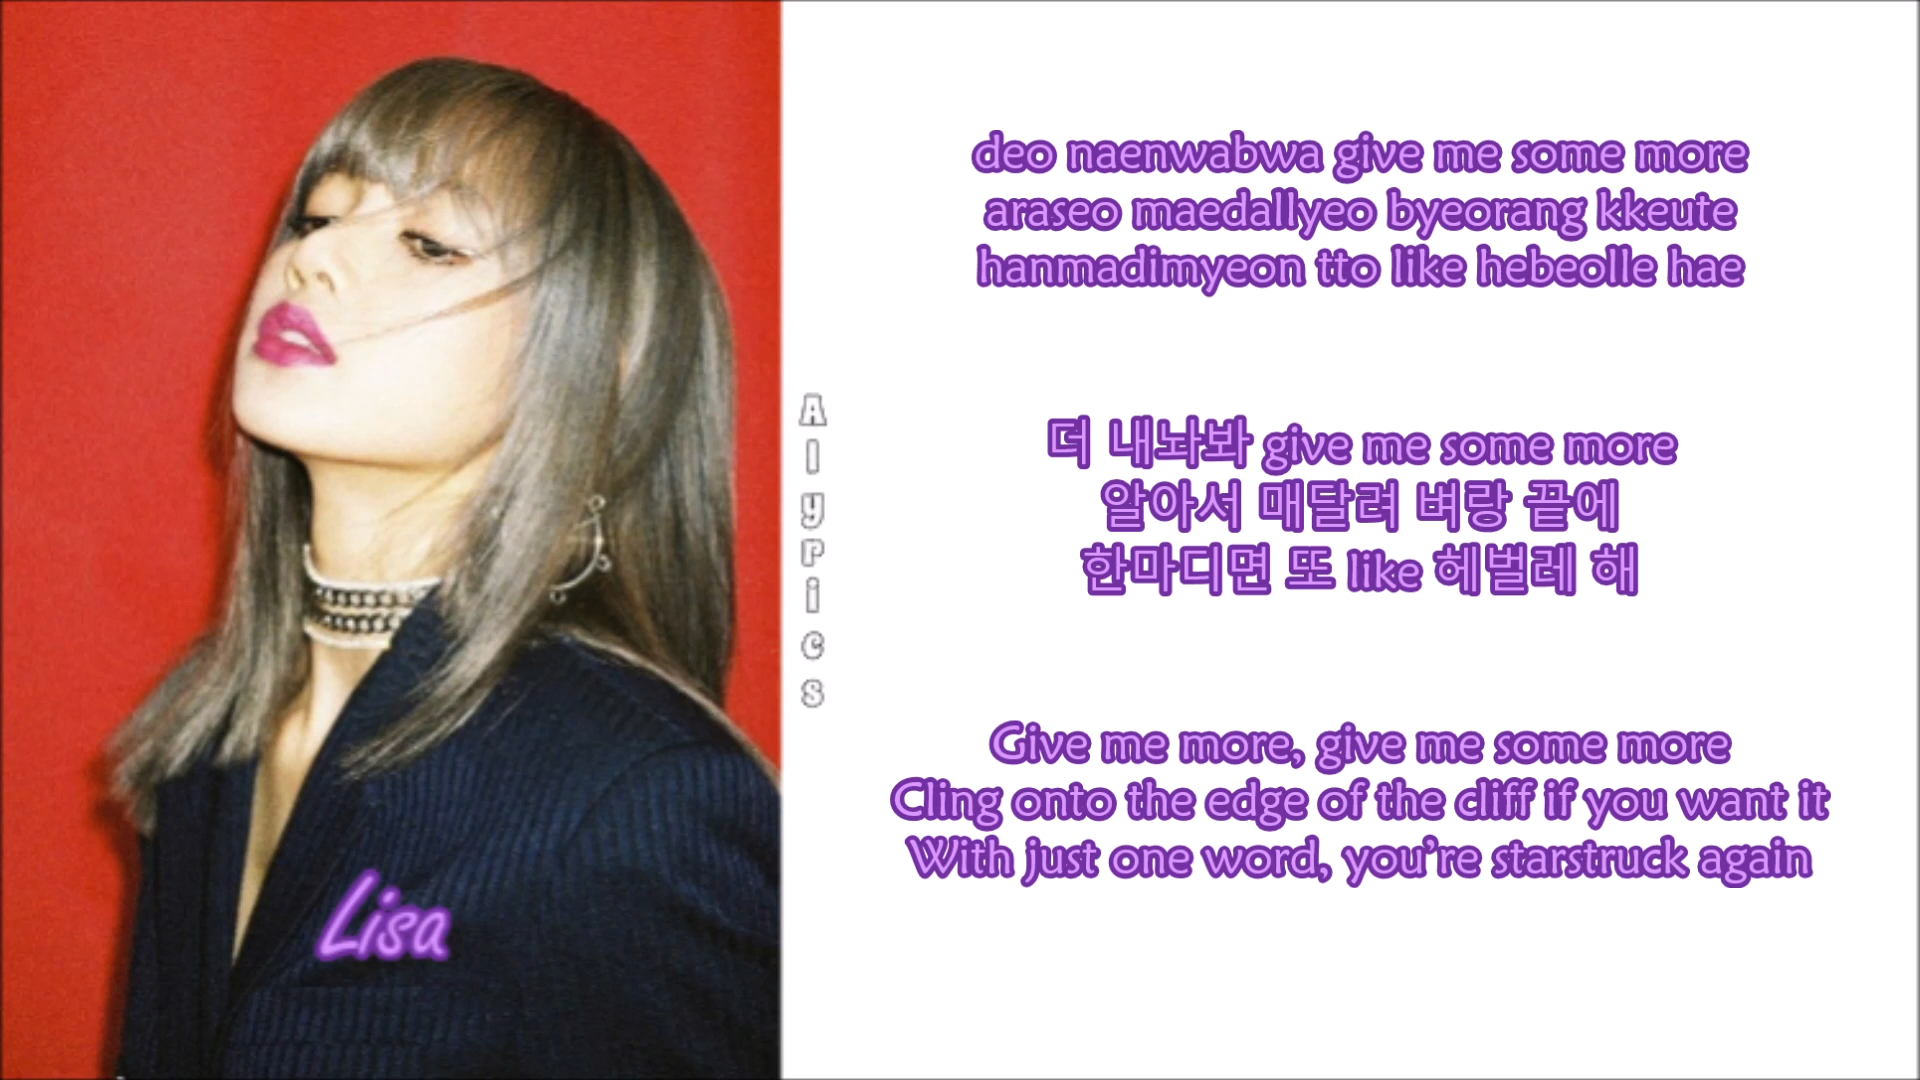 deo naenwabwa give me some more
araseo maedallyeo byeorang kkeute
hanmadimyeon tto like hebeolle hae
더 내놔봐 give me some more
알아서 매달려 벼랑 끝에
한마디면 또 like 헤벌레 해
Give me more, give me some more
Cling onto the edge of the cliff if you want it
With just one word, you're starstruck again
Alypics
Lisa